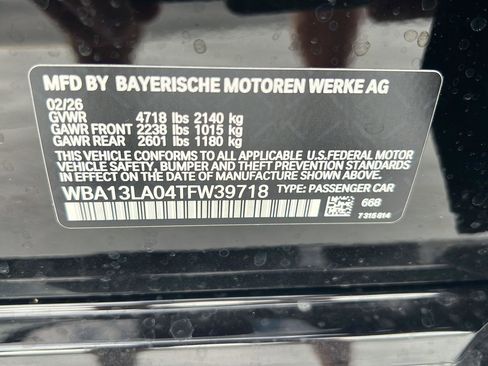 MFD BY BAYERISCHE MOTOREN WERKE AG
02/26
GVWR 4718 lbs 2140 kg
GAWR FRONT 2238 lbs 1015 kg
GAWR REAR 2601 lbs 1180 kg
THIS VEHICLE CONFORMS TO ALL APPLICABLE U.S.FEDERAL MOTOR
VEHICLE SAFETY, BUMPER AND THEFT PREVENTION STANDARDS
IN EFFECT ON THE DATE OF MANUFACTURE SHOWN ABOVE.
WBA13LA04TFW39718 TYPE: PASSENGER CAR
668
7 316 814